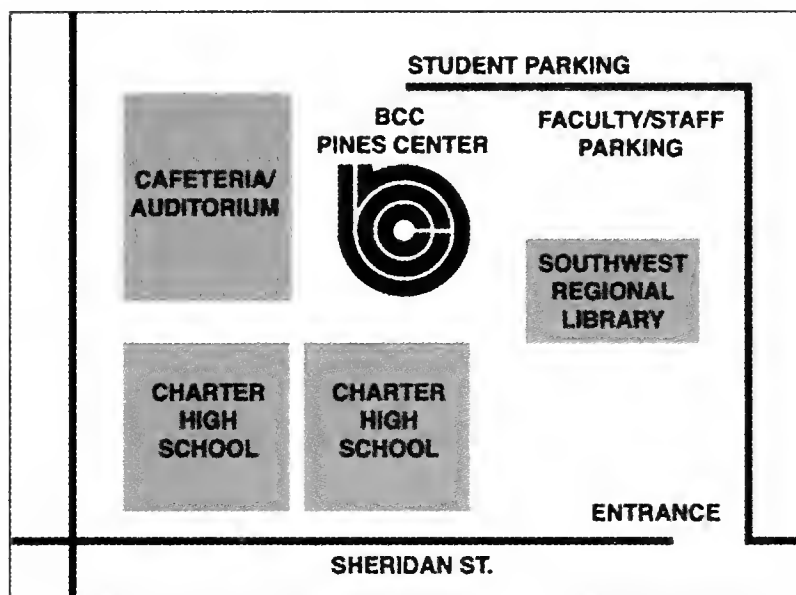 STUDENT PARKING
BCC
PINES CENTER
FACULTY/STAFF
PARKING
CAFETERIA/
AUDITORIUM
SOUTHWEST
REGIONAL
LIBRARY
CHARTER
HIGH
SCHOOL
CHARTER
HIGH
SCHOOL
ENTRANCE
SHERIDAN ST.